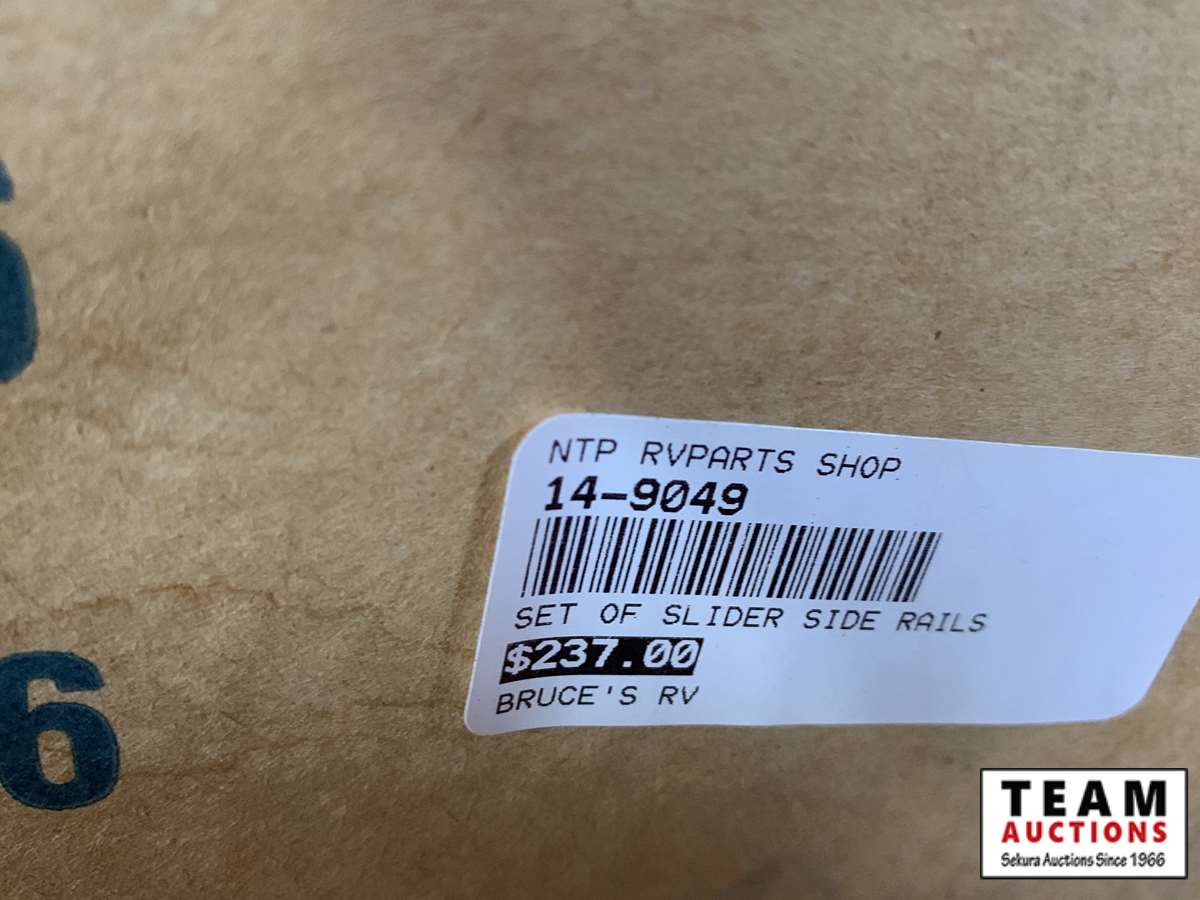 NTP RVPARTS SHOP
14-9049
SET OF SLIDER SIDE RAILS
$237.00
BRUCE'S RV
6
TEAM
AUCTIONS
Sekura Auctions Since 1966